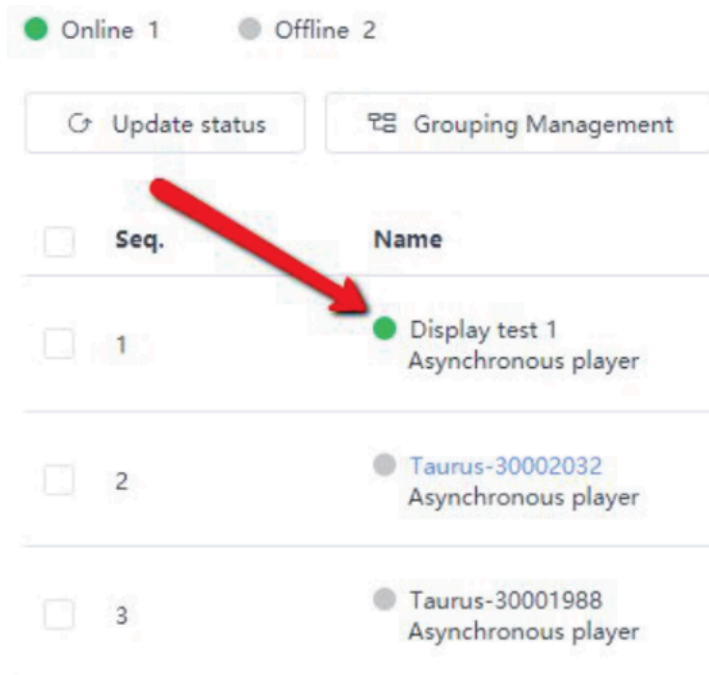 Online 1 Offline 2
Update status Grouping Management
Seq. Name
1 Display test 1
Asynchronous player
2 Taurus-30002032
Asynchronous player
3 Taurus-30001988
Asynchronous player